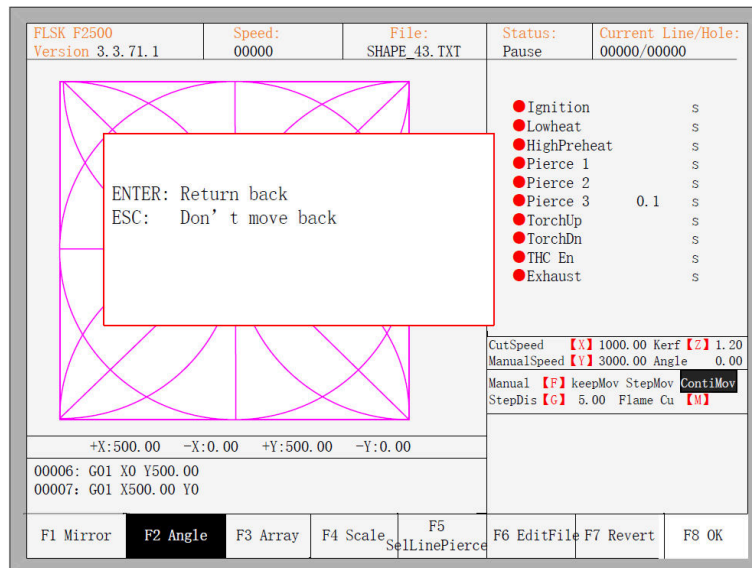 FLSK F2500 Speed: File: Status: Current Line/Hole:
Version 3.3.71.1 00000 SHAPE_43.TXT Pause 00000/00000
Ignition s
Lowheat s
HighPreheat s
Pierce 1 s
Pierce 2 s
Pierce 3 0.1 s
TorchUp s
TorchDn s
THC En s
Exhaust s
ENTER: Return back
ESC: Don't move back
CutSpeed 【X】 1000.00 Kerf 【Z】 1.20
ManualSpeed 【Y】 3000.00 Angle 0.00
Manual 【F】 keepMov StepMov ContiMov
StepDis 【G】 5.00 Flame Cu 【M】
+X:500.00 -X:0.00 +Y:500.00 -Y:0.00
00006: G01 X0 Y500.00
00007: G01 X500.00 Y0
F1 Mirror F2 Angle F3 Array F4 Scale F5 SelLinePierce F6 EditFile F7 Revert F8 OK